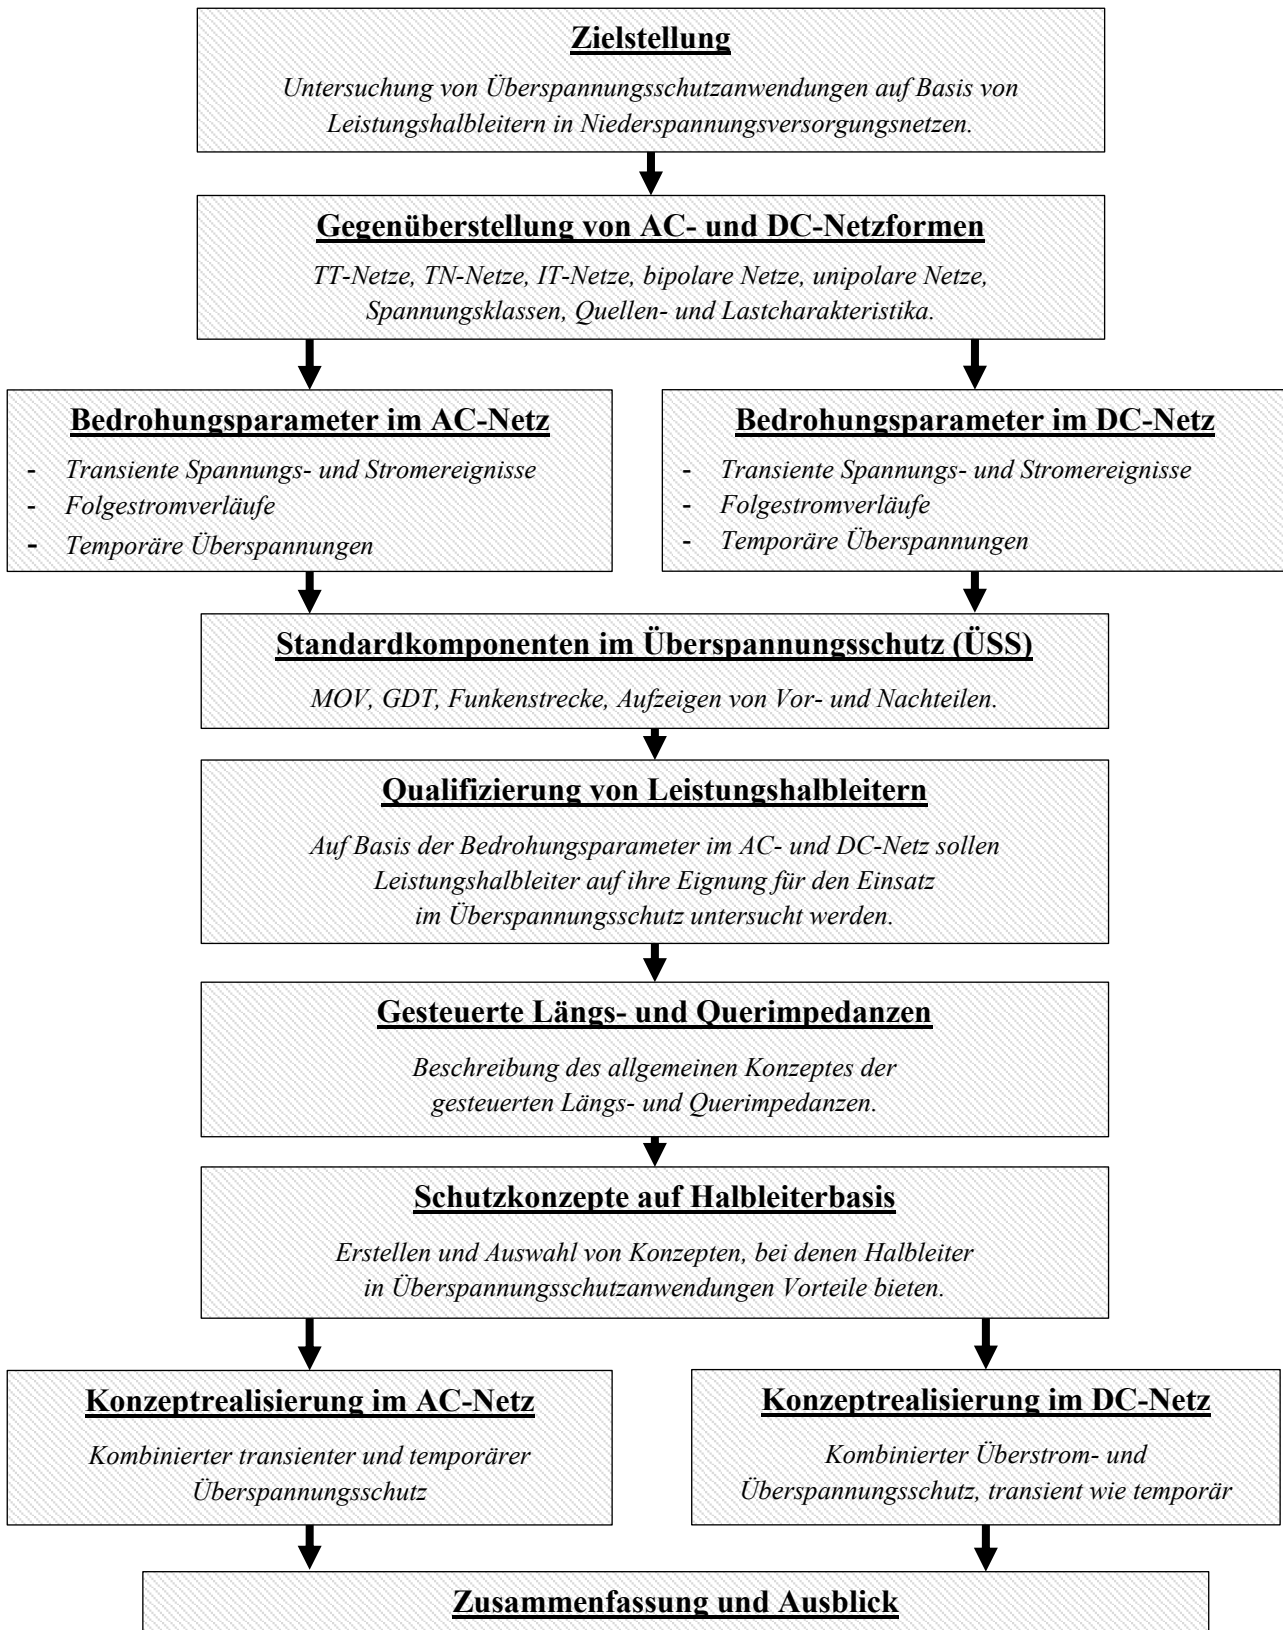 Zielstellung
Untersuchung von Überspannungsschutzanwendungen auf Basis von
Leistungshalbleitern in Niederspannungsversorgungsnetzen.
Gegenüberstellung von AC- und DC-Netzformen
TT-Netze, TN-Netze, IT-Netze, bipolare Netze, unipolare Netze,
Spannungsklassen, Quellen- und Lastcharakteristika.
Bedrohungsparameter im AC-Netz
- Transiente Spannungs- und Stromereignisse
- Folgestromverläufe
- Temporäre Überspannungen
Bedrohungsparameter im DC-Netz
- Transiente Spannungs- und Stromereignisse
- Folgestromverläufe
- Temporäre Überspannungen
Standardkomponenten im Überspannungsschutz (ÜSS)
MOV, GDT, Funkenstrecke, Aufzeigen von Vor- und Nachteilen.
Qualifizierung von Leistungshalbleitern
Auf Basis der Bedrohungsparameter im AC- und DC-Netz sollen
Leistungshalbleiter auf ihre Eignung für den Einsatz
im Überspannungsschutz untersucht werden.
Gesteuerte Längs- und Querimpedanzen
Beschreibung des allgemeinen Konzeptes der
gesteuerten Längs- und Querimpedanzen.
Schutzkonzepte auf Halbleiterbasis
Erstellen und Auswahl von Konzepten, bei denen Halbleiter
in Überspannungsschutzanwendungen Vorteile bieten.
Konzeptrealisierung im AC-Netz
Kombinierter transienter und temporärer
Überspannungsschutz
Konzeptrealisierung im DC-Netz
Kombinierter Überstrom- und
Überspannungsschutz, transient wie temporär
Zusammenfassung und Ausblick